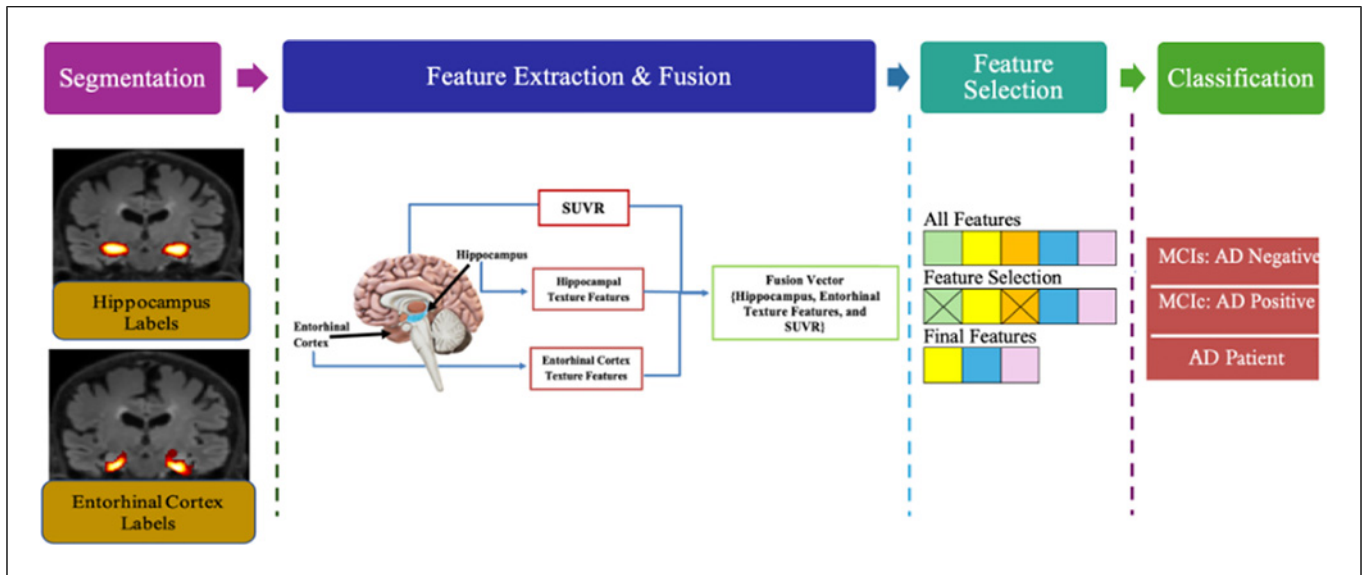 Segmentation
Feature Extraction & Fusion
Feature
Selection
Classification
Hippocampus
Labels
Entorhinal Cortex
Labels
SUVR
Hippocampus
Hippocampal
Texture Features
Entorhinal
Cortex
Entorhinal Cortex
Texture Features
Fusion Vector
{Hippocampus, Entorhinal
Texture Features, and
SUVR}
All Features
Feature Selection
Final Features
MCIs: AD Negative
MCIc: AD Positive
AD Patient